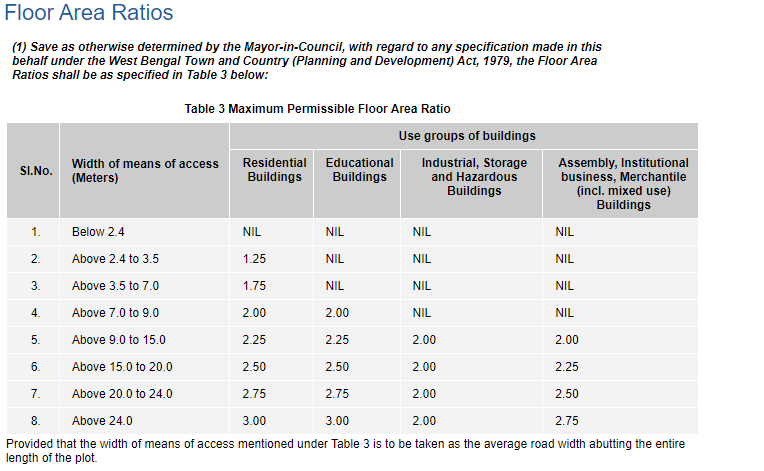 Floor Area Ratios
(1) Save as otherwise determined by the Mayor-in-Council, with regard to any specification made in this
behalf under the West Bengal Town and Country (Planning and Development) Act, 1979, the Floor Area
Ratios shall be as specified in Table 3 below:
Table 3 Maximum Permissible Floor Area Ratio
Sl.No. Width of means of access (Meters) Use groups of buildings
Residential Buildings Educational Buildings Industrial, Storage and Hazardous Buildings Assembly, Institutional business, Merchantile (incl. mixed use) Buildings
1. Below 2.4 NIL NIL NIL NIL
2. Above 2.4 to 3.5 1.25 NIL NIL NIL
3. Above 3.5 to 7.0 1.75 NIL NIL NIL
4. Above 7.0 to 9.0 2.00 2.00 NIL NIL
5. Above 9.0 to 15.0 2.25 2.25 2.00 2.00
6. Above 15.0 to 20.0 2.50 2.50 2.00 2.25
7. Above 20.0 to 24.0 2.75 2.75 2.00 2.50
8. Above 24.0 3.00 3.00 2.00 2.75
Provided that the width of means of access mentioned under Table 3 is to be taken as the average road width abutting the entire
length of the plot.